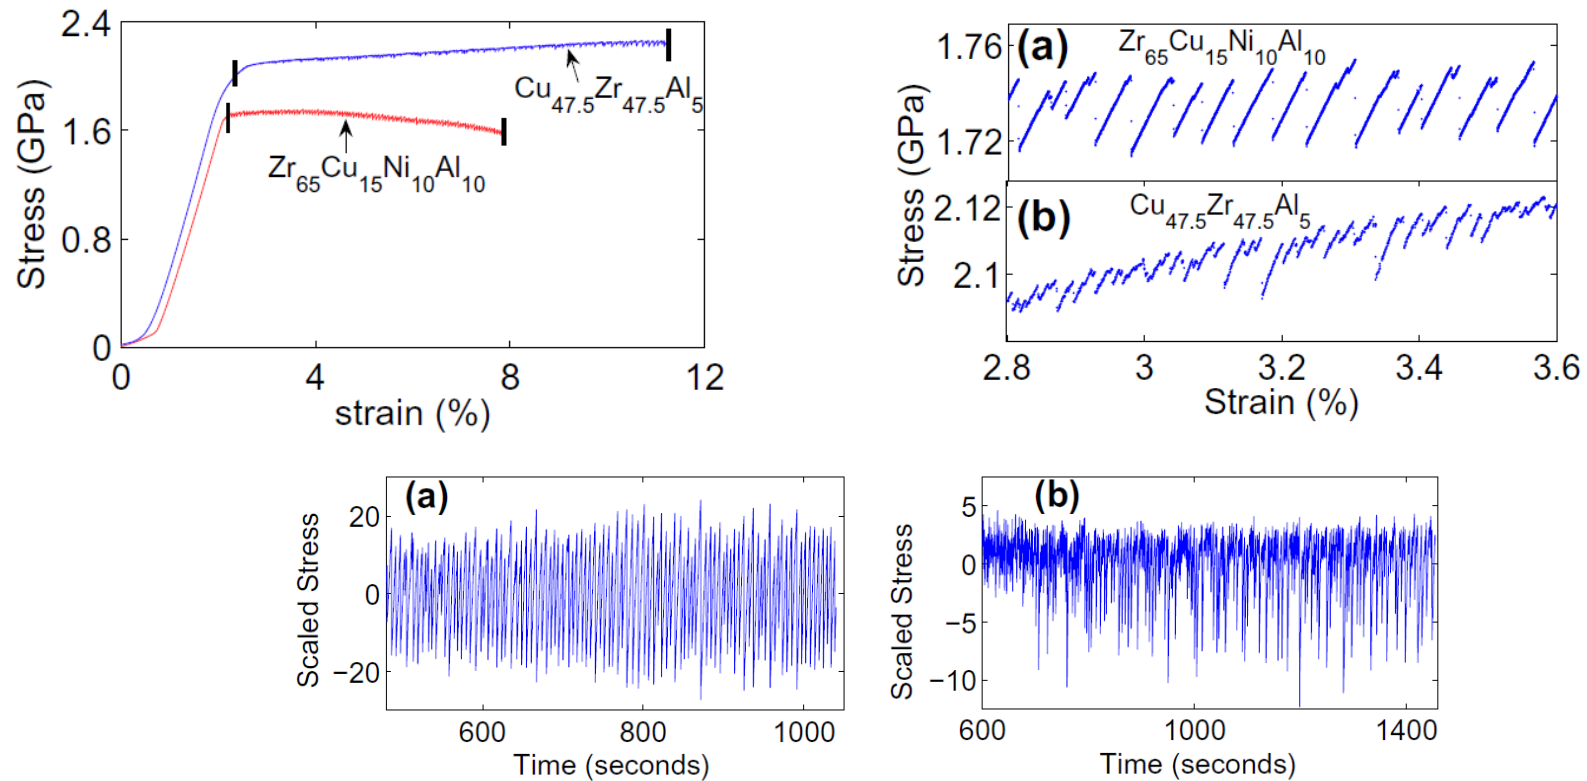 2.4
1.6
0.8
0
Stress (GPa)
Cu47.5Zr47.5Al5
Zr65Cu15Ni10Al10
0 4 8 12
strain (%)
(a) Zr65Cu15Ni10Al10
1.76
1.72
Stress (GPa)
(b) Cu47.5Zr47.5Al5
2.12
2.1
2.8 3 3.2 3.4 3.6
Strain (%)
(a)
20
0
−20
Scaled Stress
600 800 1000
Time (seconds)
(b)
5
0
−5
−10
Scaled Stress
600 1000 1400
Time (seconds)